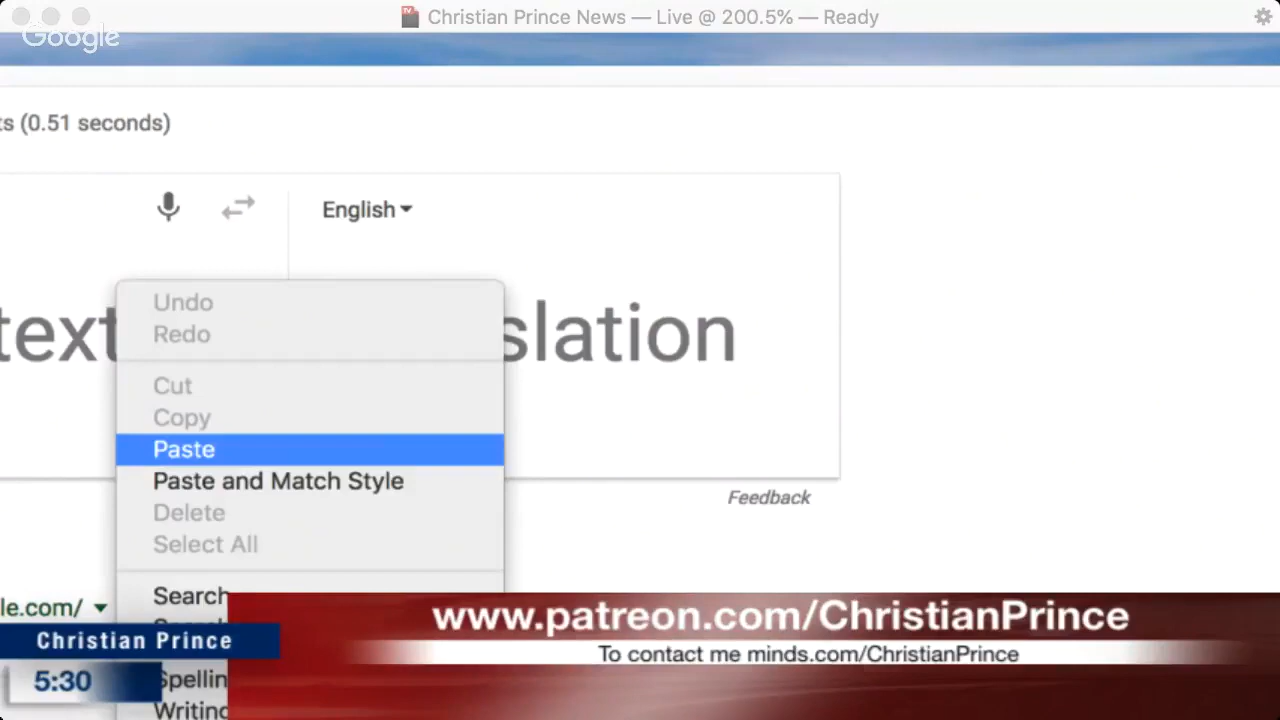 Christian Prince News — Live @ 200.5% — Ready
Google
ts (0.51 seconds)
English
text
slation
Undo
Redo
Cut
Copy
Paste
Paste and Match Style
Delete
Select All
Feedback
le.com/
Search
www.patreon.com/ChristianPrince
Christian Prince
To contact me minds.com/ChristianPrince
5:30
Spelling
Writing